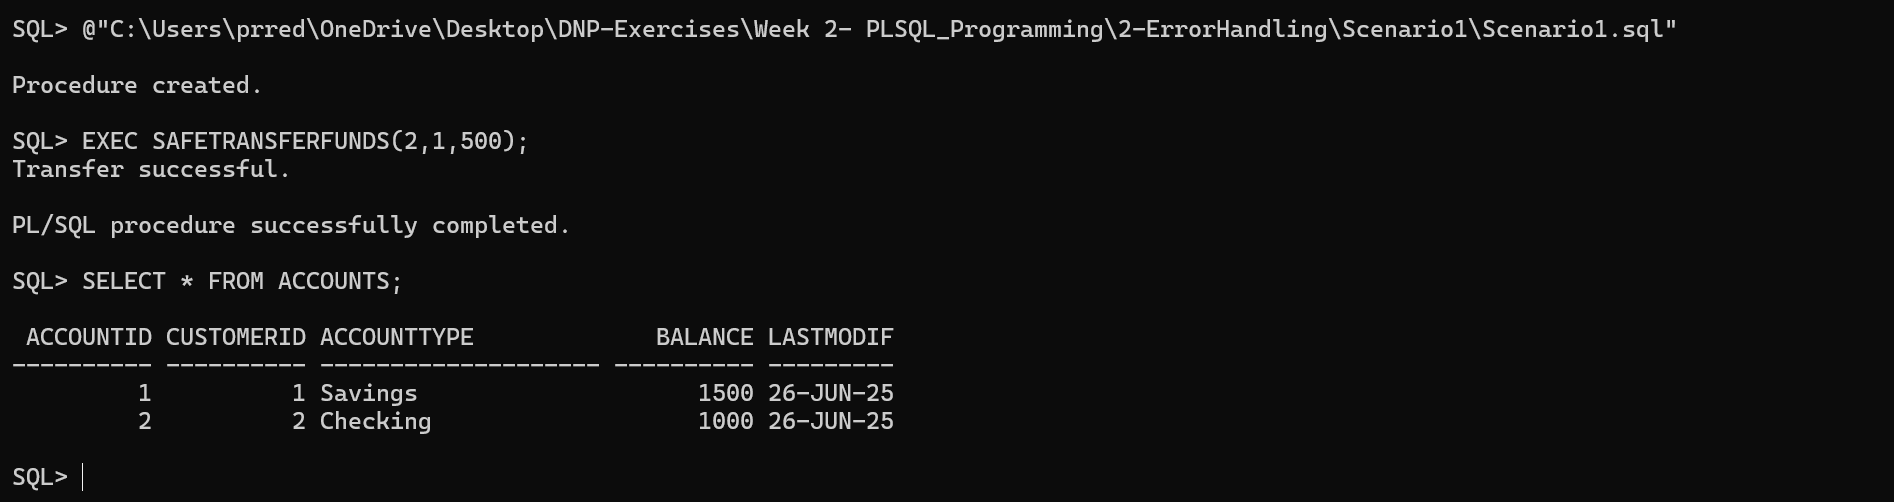 SQL> @"C:\Users\prred\OneDrive\Desktop\DNP-Exercises\Week 2- PLSQL_Programming\2-ErrorHandling\Scenario1\Scenario1.sql"
Procedure created.
SQL> EXEC SAFETRANSFERFUNDS(2,1,500);
Transfer successful.
PL/SQL procedure successfully completed.
SQL> SELECT * FROM ACCOUNTS;
 ACCOUNTID CUSTOMERID ACCOUNTTYPE             BALANCE LASTMODIF
---------- ---------- -------------------- ---------- ---------
         1          1 Savings                    1500 26-JUN-25
         2          2 Checking                   1000 26-JUN-25
SQL>